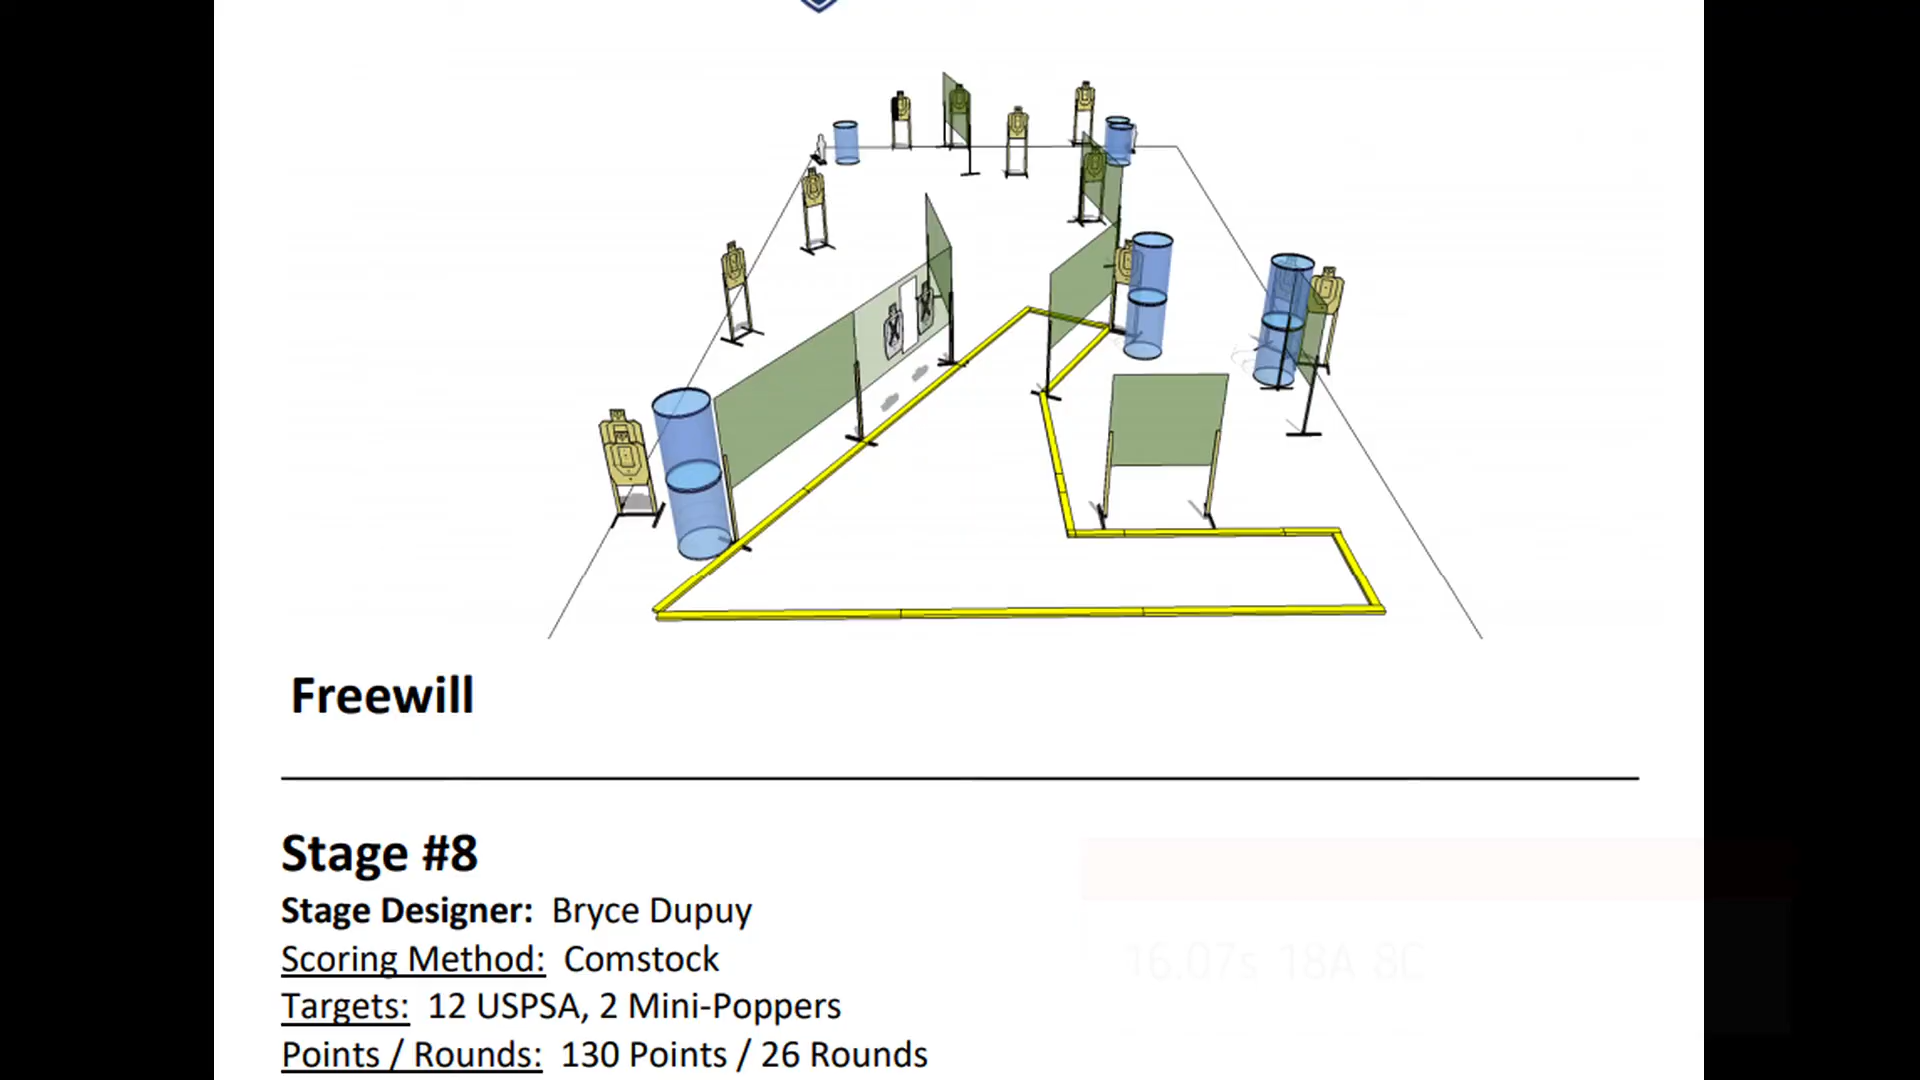 Freewill
Stage #8
Stage Designer: Bryce Dupuy
Scoring Method: Comstock
Targets: 12 USPSA, 2 Mini-Poppers
Points / Rounds: 130 Points / 26 Rounds
16.07s 18A 8C